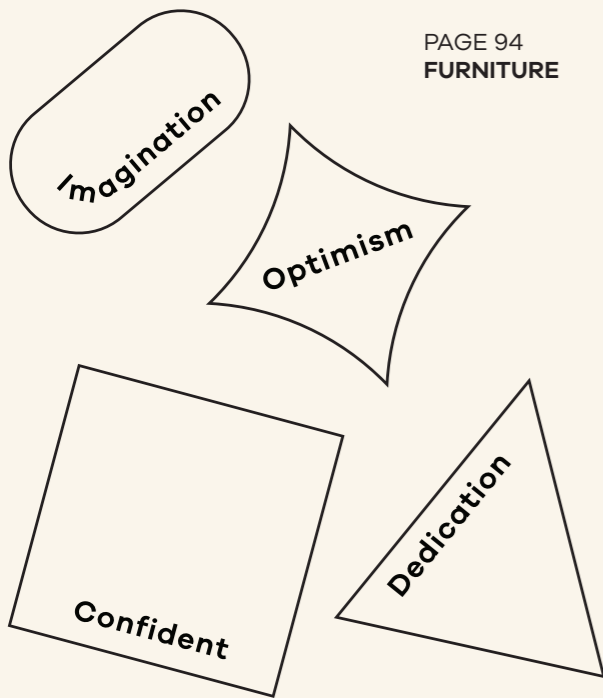 PAGE 94
FURNITURE
Imagination
Optimism
Dedication
Confident